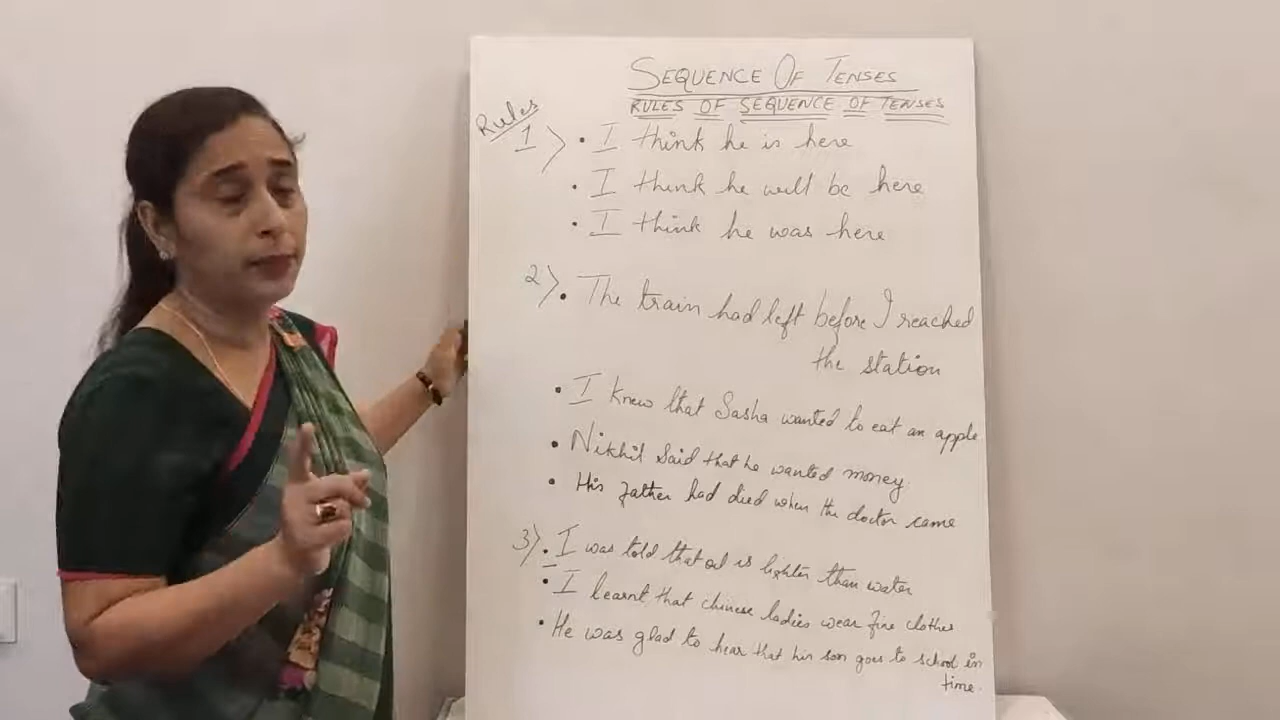 SEQUENCE OF TENSES
RULES OF SEQUENCE OF TENSES
Rules
1> • I think he is here
• I think he will be here
• I think he was here
2> • The train had left before I reached
the station
• I knew that Sasha wanted to eat an apple
• Nikhil said that he wanted money.
• His father had died when the doctor came
3> • I was told that oil is lighter than water
• I learnt that chinese ladies wear fine clothes
• He was glad to hear that his son goes to school in
time.